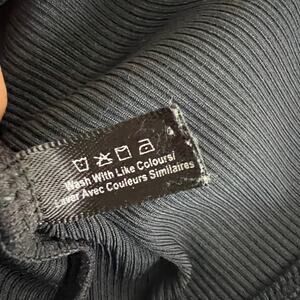 Wash With Like Colours/
Laver Avec Couleurs Similaires